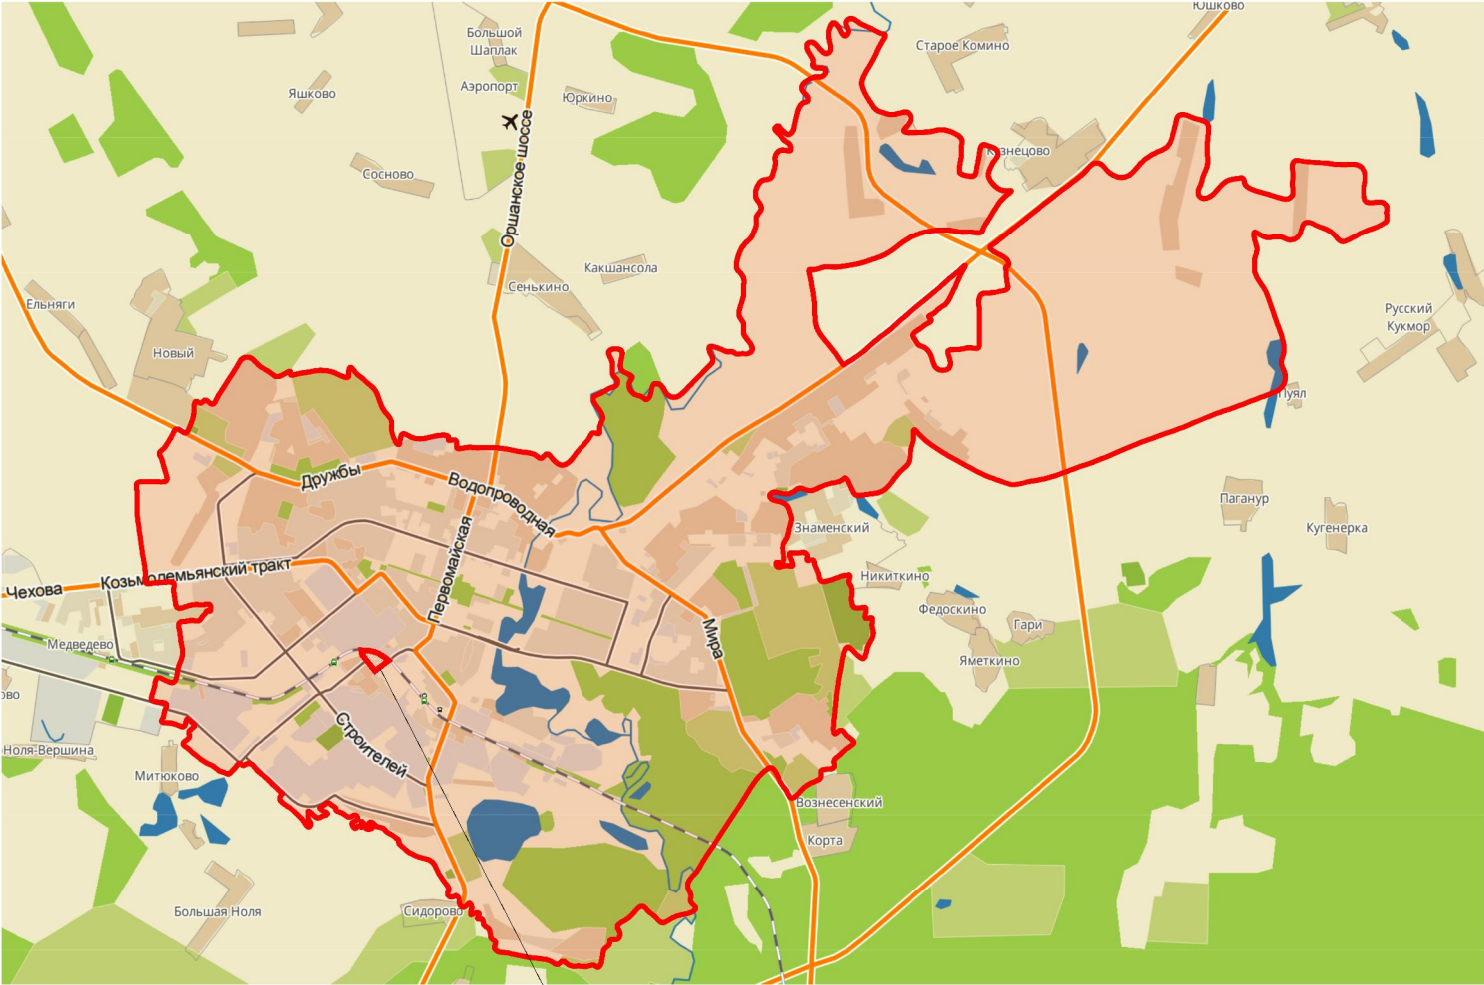 Юшково
Большой
Шаплак
Старое Комино
Аэропорт
Яшково
Юркино
Оршанское шоссе
Кузнецово
Сосново
Какшансола
Сенькино
Ельняги
Русский
Кукмор
Новый
Пуял
Дружбы
Водопроводная
Паганур
Знаменский
Кугенерка
Первомайская
Козьмодемьянский тракт
Чехова
Никиткино
Федоскино
Гари
Мира
Медведево
Яметкино
ово
Строителей
Ноля-Вершина
Митюково
Вознесенский
Корта
Большая Ноля
Сидорово